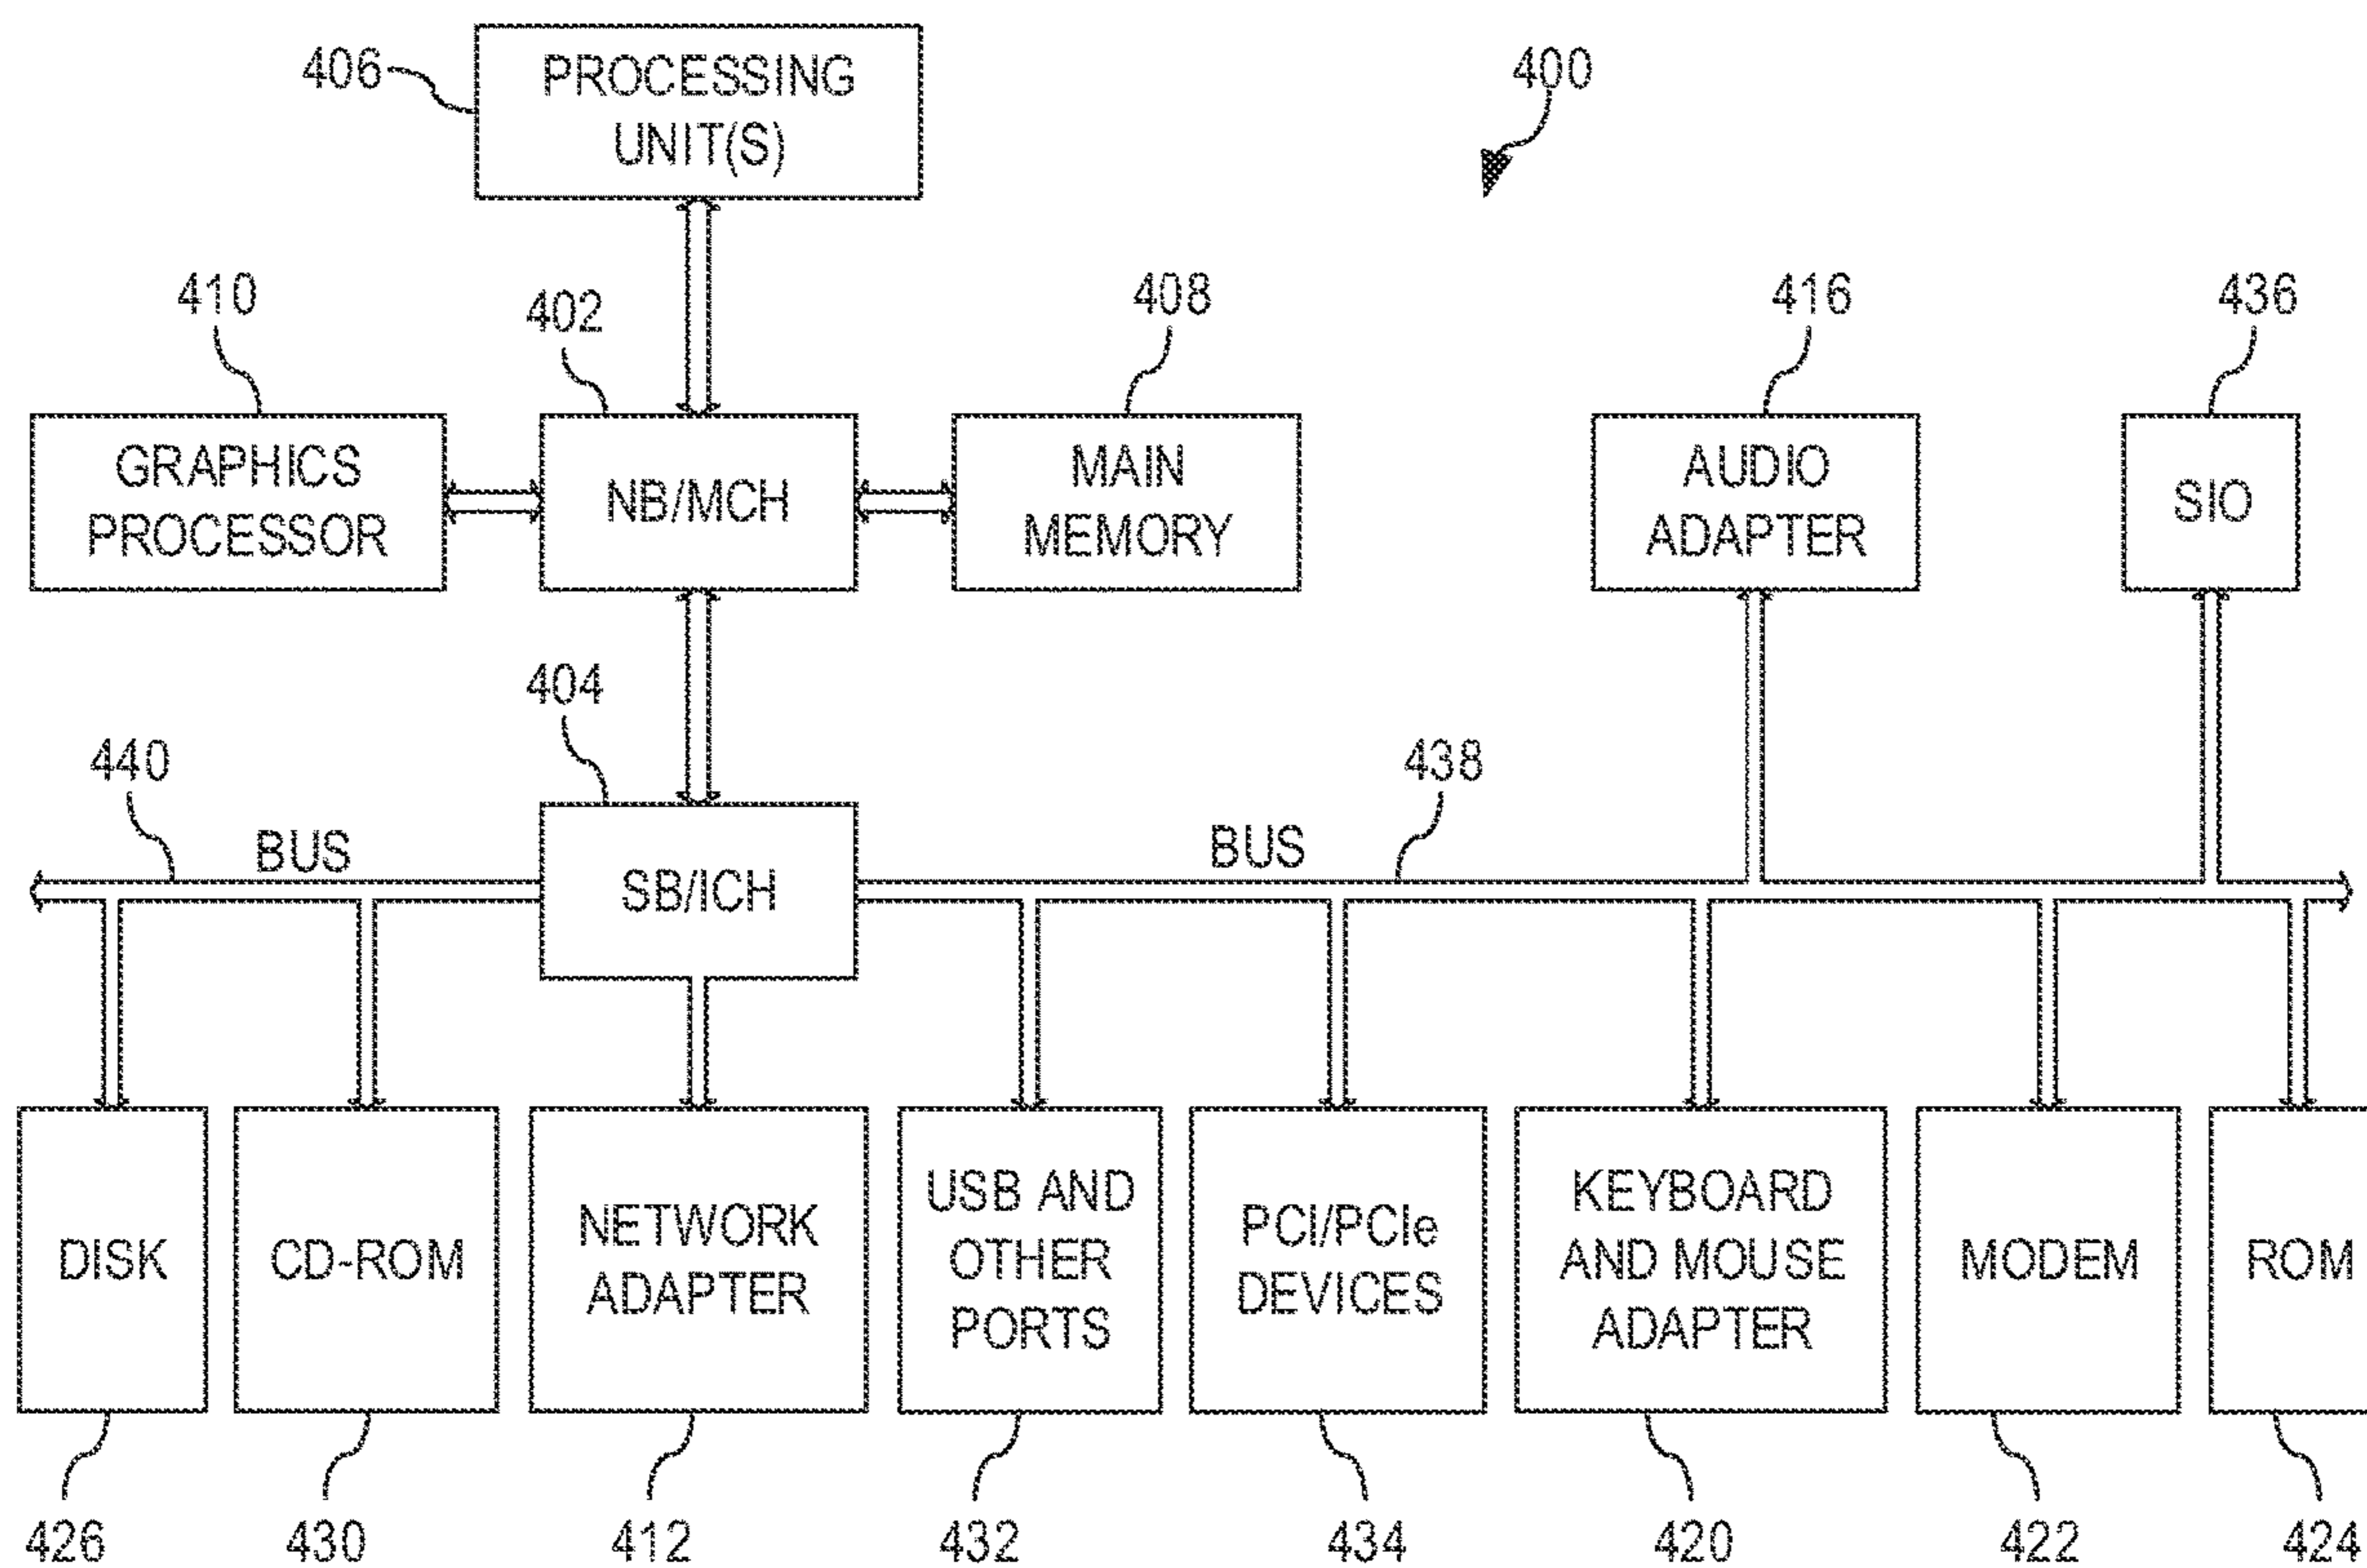 406
PROCESSING
UNIT(S)
400
410
402
408
416
436
GRAPHICS
PROCESSOR
NB/MCH
MAIN
MEMORY
AUDIO
ADAPTER
SIO
404
440
438
BUS
BUS
SB/ICH
DISK
CD-ROM
NETWORK
ADAPTER
USB AND
OTHER
PORTS
PCI/PCIe
DEVICES
KEYBOARD
AND MOUSE
ADAPTER
MODEM
ROM
426
430
412
432
434
420
422
424